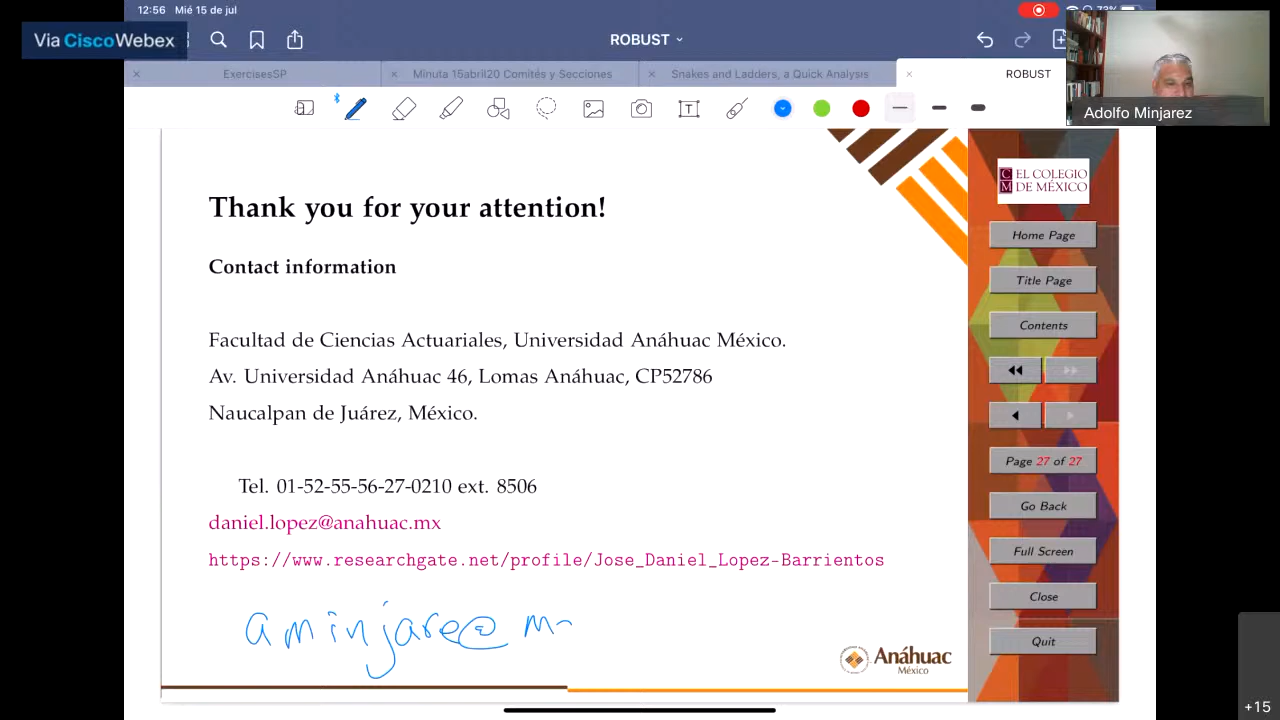 12:56 Mié 15 de jul
73%
Via Cisco Webex
ROBUST
ExercisesSP
Minuta 15abril20 Comités y Secciones
Snakes and Ladders, a Quick Analysis
ROBUST
T
Adolfo Minjarez
Thank you for your attention!
Contact information
Facultad de Ciencias Actuariales, Universidad Anáhuac México.
Av. Universidad Anáhuac 46, Lomas Anáhuac, CP52786
Naucalpan de Juárez, México.
Tel. 01-52-55-56-27-0210 ext. 8506
daniel.lopez@anahuac.mx
https://www.researchgate.net/profile/Jose_Daniel_Lopez-Barrientos
aminjare@m
Anáhuac
México
CM EL COLEGIO
DE MÉXICO
Home Page
Title Page
Contents
Page 27 of 27
Go Back
Full Screen
Close
Quit
+15